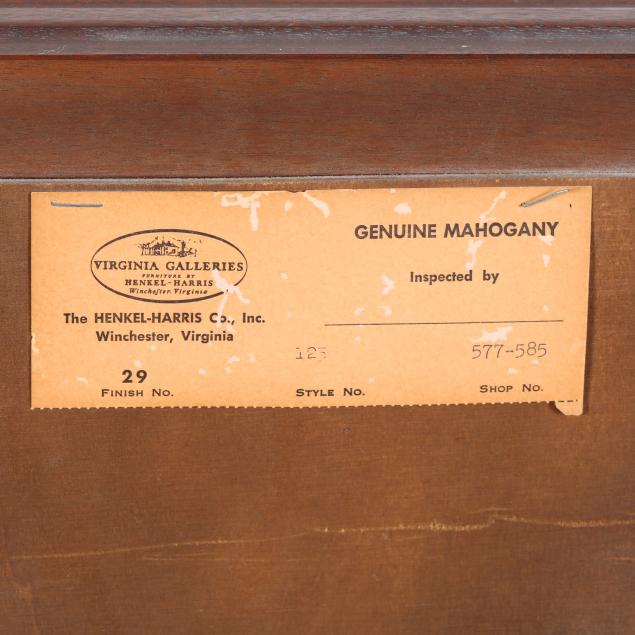 VIRGINIA GALLERIES
FURNITURE BY
HENKEL-HARRIS
Winchester, Virginia
The HENKEL-HARRIS Co., Inc.
Winchester, Virginia
29
FINISH NO.
GENUINE MAHOGANY
Inspected by
123
STYLE NO.
577-585
SHOP NO.